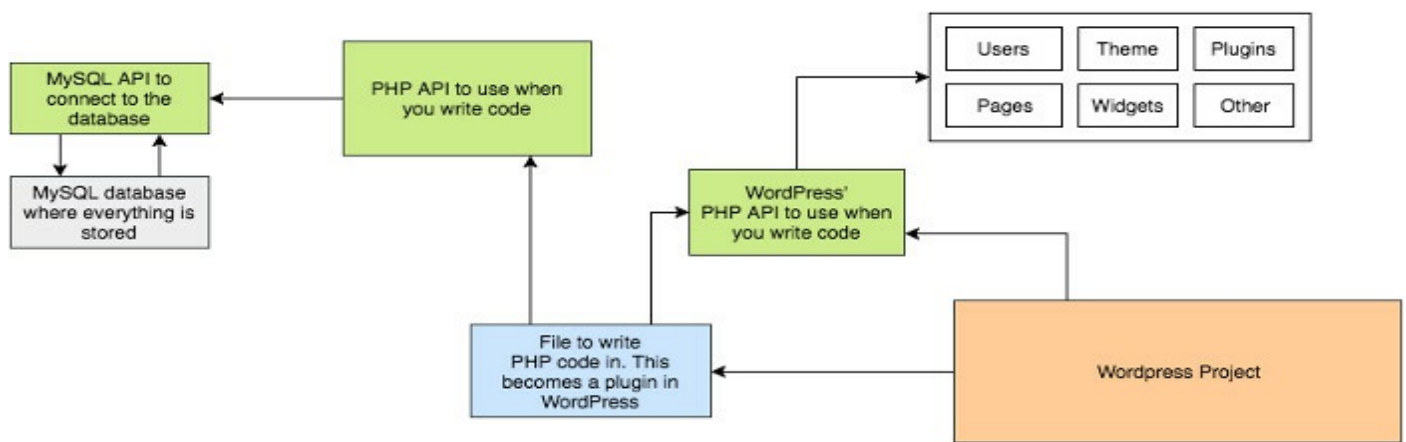 MySQL API to
connect to the
database
MySQL database
where everything is
stored
PHP API to use when
you write code
Users
Theme
Plugins
Pages
Widgets
Other
WordPress'
PHP API to use when
you write code
File to write
PHP code in. This
becomes a plugin in
WordPress
Wordpress Project